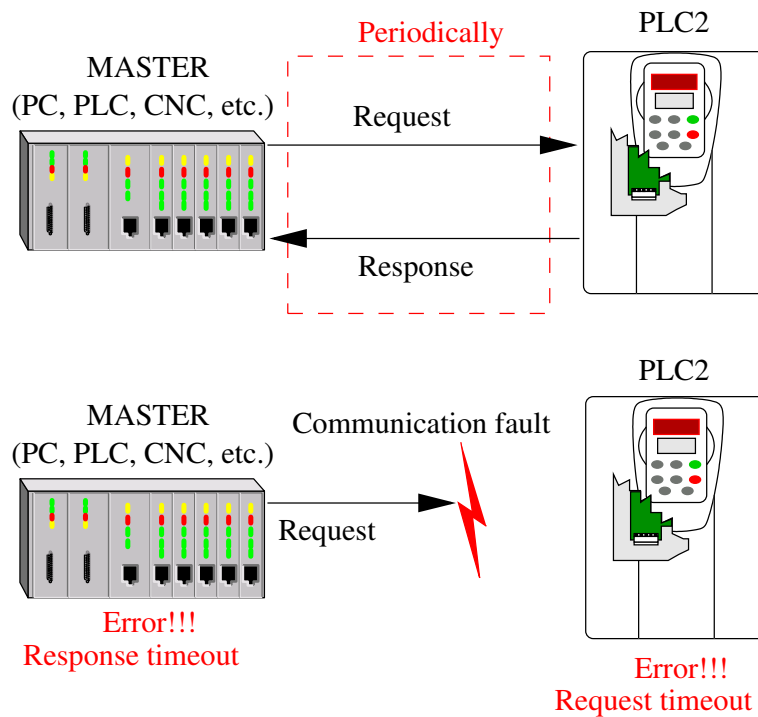 Periodically
PLC2
MASTER
(PC, PLC, CNC, etc.)
Request
Response
PLC2
MASTER
(PC, PLC, CNC, etc.)
Communication fault
Request
Error!!!
Response timeout
Error!!!
Request timeout